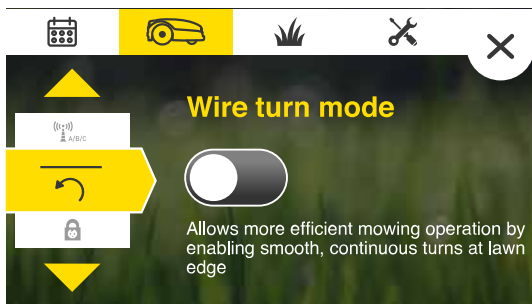 Wire turn mode
A/B/C
Allows more efficient mowing operation by
enabling smooth, continuous turns at lawn
edge